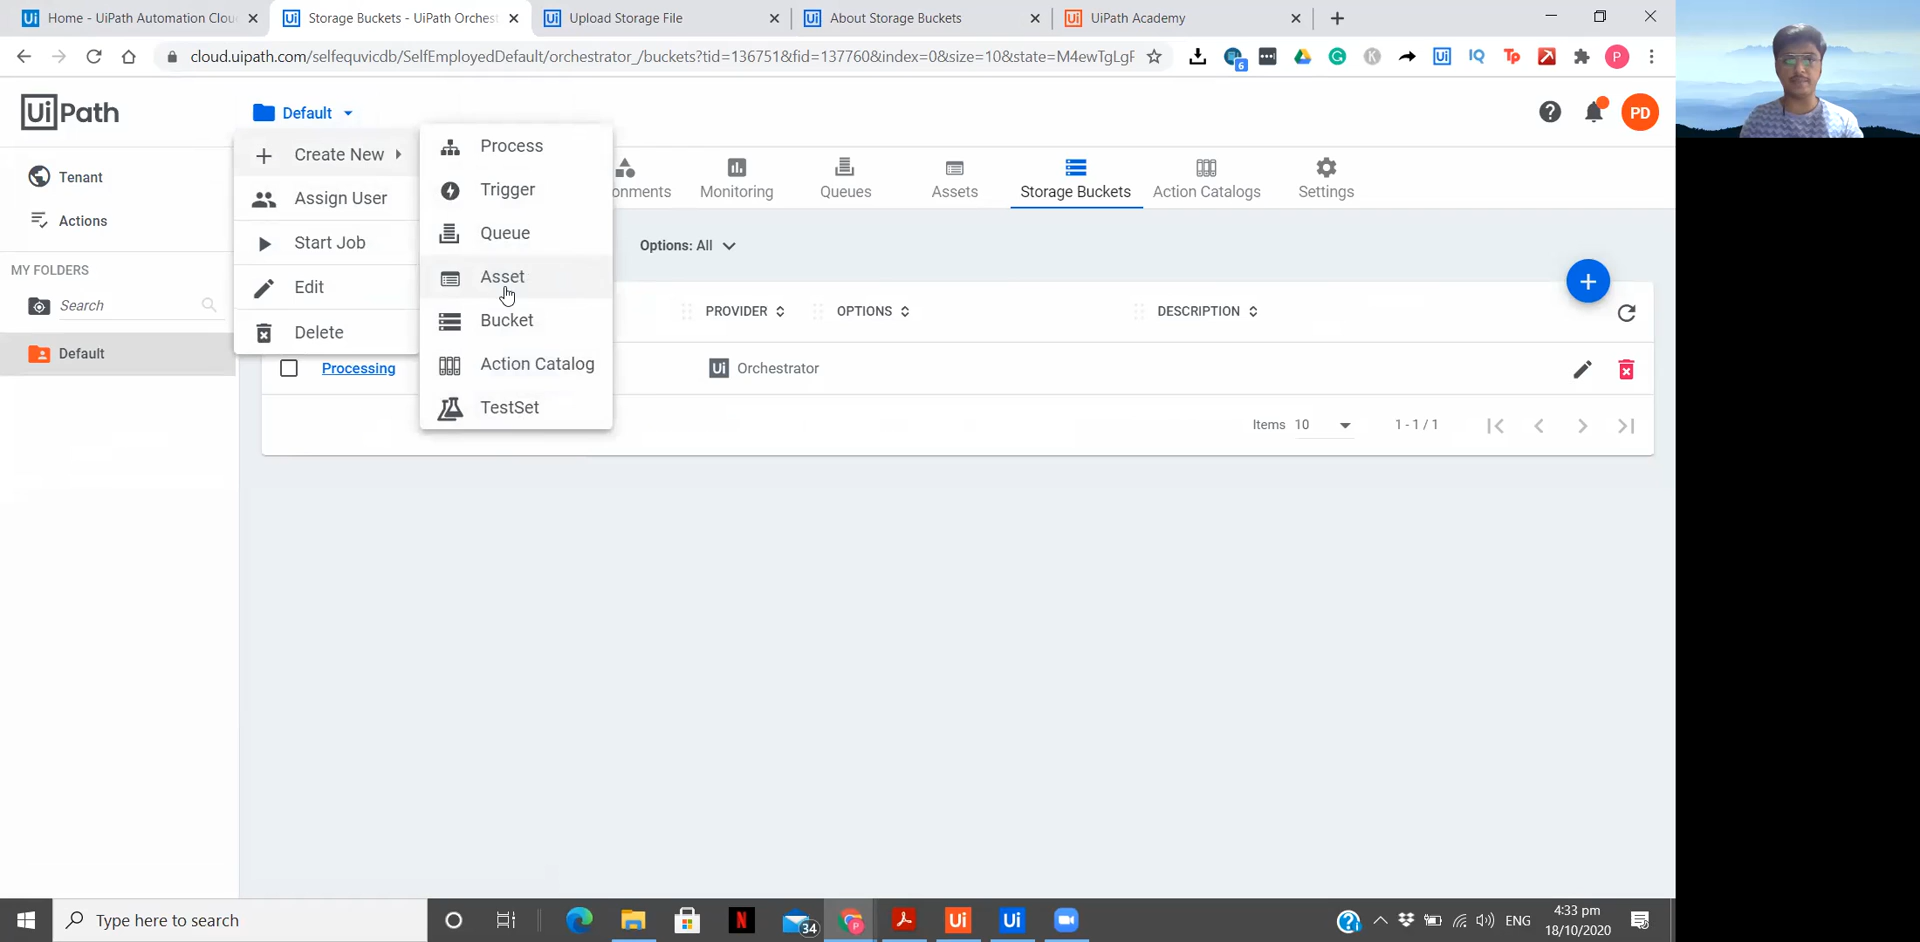 Home - UiPath Automation Clou
Storage Buckets - UiPath Orchest
Upload Storage File
About Storage Buckets
UiPath Academy
cloud.uipath.com/selfequvicdb/SelfEmployedDefault/orchestrator_/buckets?tid=136751&fid=137760&index=0&size=10&state=M4ewTgLgF
6
UiPath
Default
PD
Tenant
Actions
MY FOLDERS
Search
Default
Create New
Assign User
Start Job
Edit
Delete
Process
Trigger
Queue
Asset
Bucket
Action Catalog
TestSet
onments
Monitoring
Queues
Assets
Storage Buckets
Action Catalogs
Settings
Options: All
PROVIDER
OPTIONS
DESCRIPTION
Processing
Ui Orchestrator
Items 10
1 - 1 / 1
Type here to search
34
ENG
4:33 pm
18/10/2020